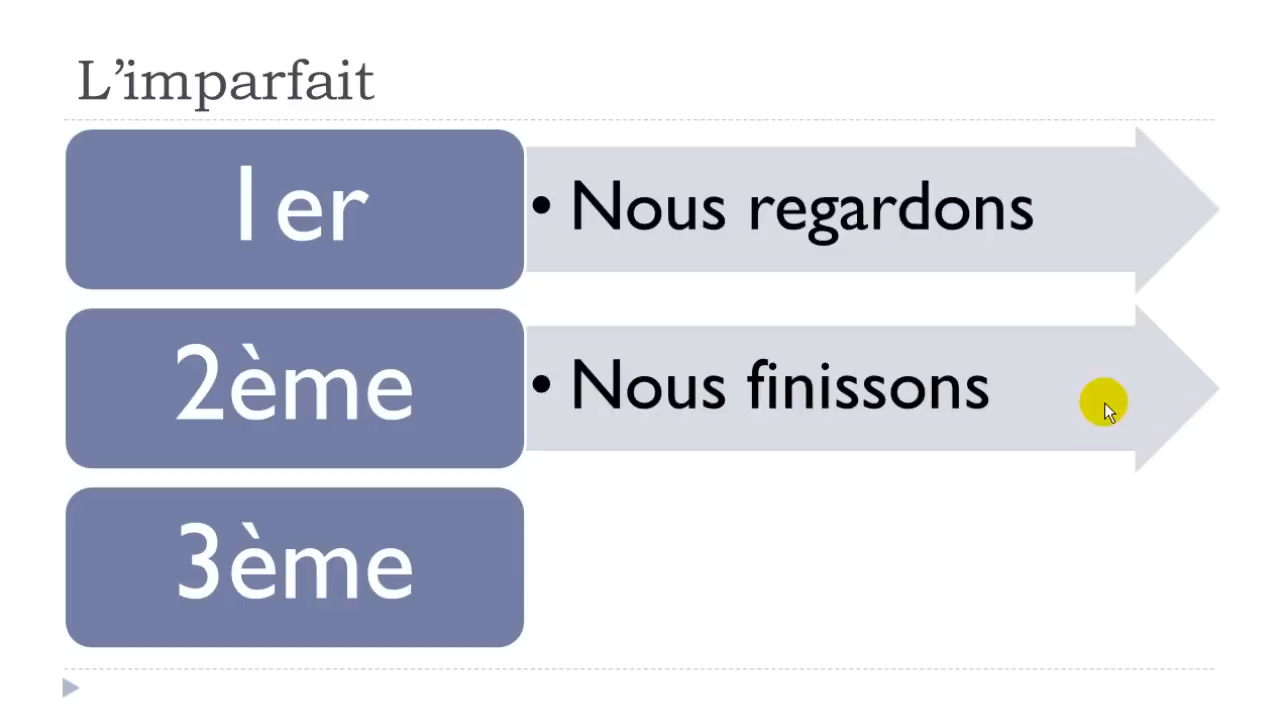 L’imparfait
1er
• Nous regardons
2ème
• Nous finissons
3ème